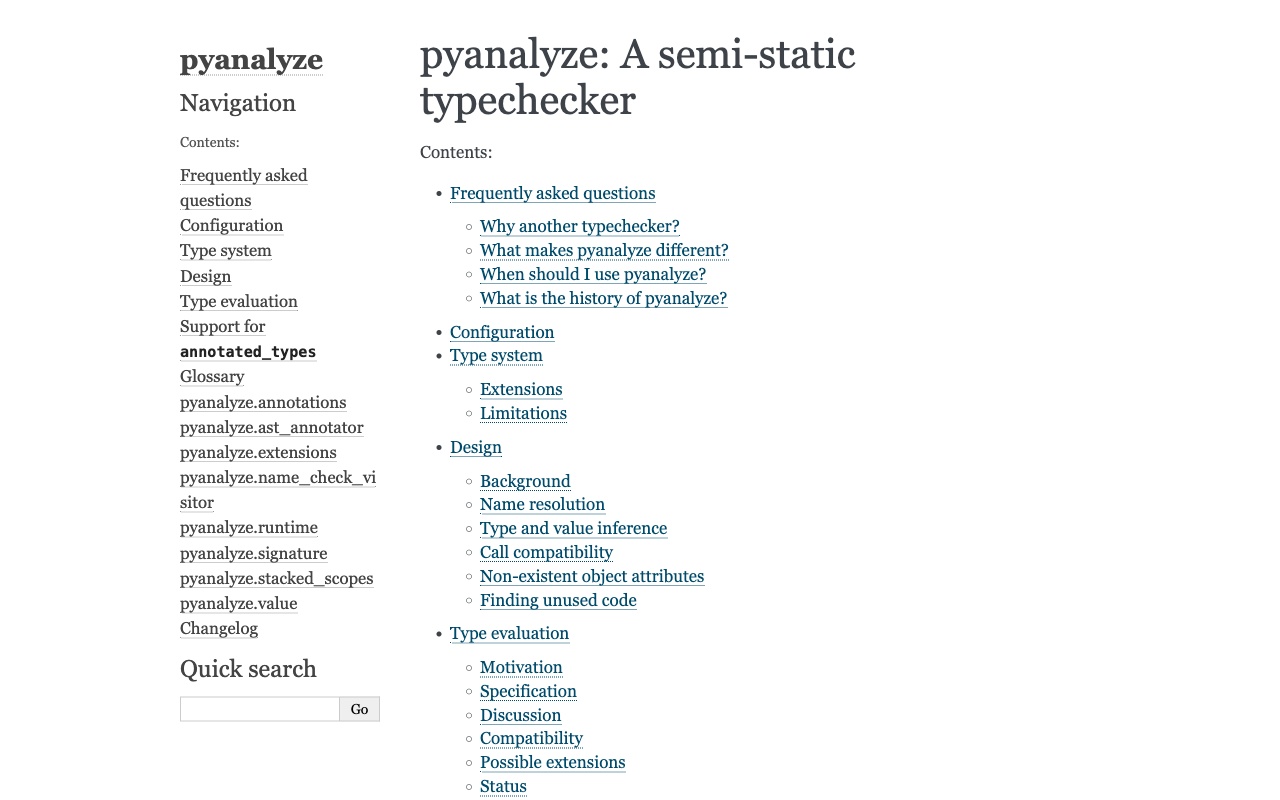 pyanalyze
Navigation
Contents:
Frequently asked
questions
Configuration
Type system
Design
Type evaluation
Support for
annotated_types
Glossary
pyanalyze.annotations
pyanalyze.ast_annotator
pyanalyze.extensions
pyanalyze.name_check_vi
sitor
pyanalyze.runtime
pyanalyze.signature
pyanalyze.stacked_scopes
pyanalyze.value
Changelog
Quick search
Go
pyanalyze: A semi-static
typechecker
Contents:
• Frequently asked questions
◦ Why another typechecker?
◦ What makes pyanalyze different?
◦ When should I use pyanalyze?
◦ What is the history of pyanalyze?
• Configuration
• Type system
◦ Extensions
◦ Limitations
• Design
◦ Background
◦ Name resolution
◦ Type and value inference
◦ Call compatibility
◦ Non-existent object attributes
◦ Finding unused code
• Type evaluation
◦ Motivation
◦ Specification
◦ Discussion
◦ Compatibility
◦ Possible extensions
◦ Status